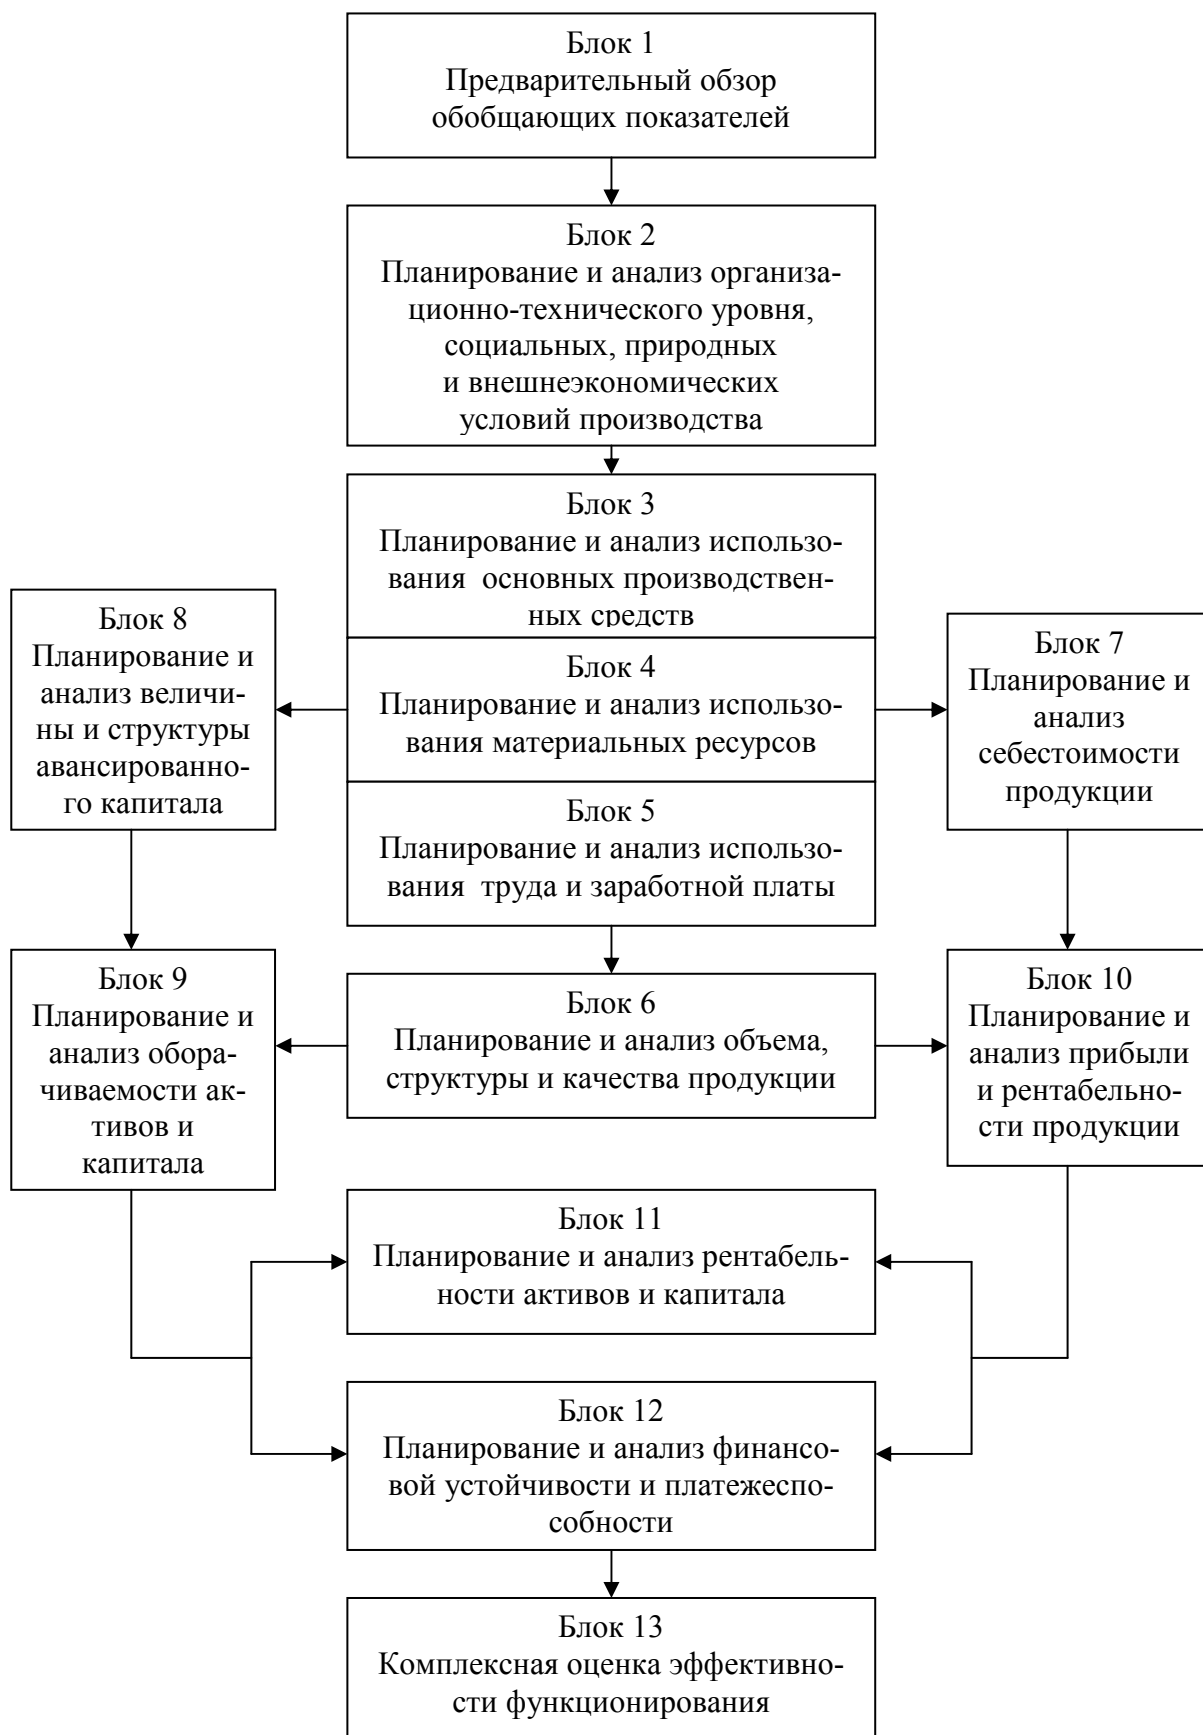 Блок 1
Предварительный обзор
обобщающих показателей
Блок 2
Планирование и анализ организа-
ционно-технического уровня,
социальных, природных
и внешнеэкономических
условий производства
Блок 3
Планирование и анализ использо-
вания основных производствен-
ных средств
Блок 8
Планирование и
анализ величи-
ны и структуры
авансированно-
го капитала
Блок 4
Планирование и анализ использо-
вания материальных ресурсов
Блок 7
Планирование и
анализ
себестоимости
продукции
Блок 5
Планирование и анализ использо-
вания труда и заработной платы
Блок 9
Планирование и
анализ обора-
чиваемости ак-
тивов и
капитала
Блок 6
Планирование и анализ объема,
структуры и качества продукции
Блок 10
Планирование и
анализ прибыли
и рентабельно-
сти продукции
Блок 11
Планирование и анализ рентабель-
ности активов и капитала
Блок 12
Планирование и анализ финансо-
вой устойчивости и платежеспо-
собности
Блок 13
Комплексная оценка эффективно-
сти функционирования